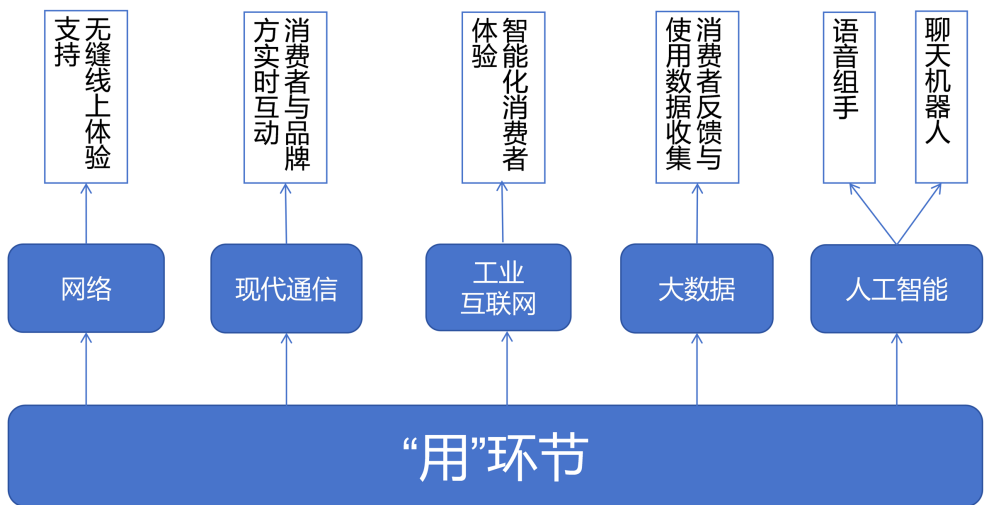 无缝线上体验
支持
消费者与品牌
方实时互动
智能化消费者
体验
消费者反馈与
使用数据收集
语音组手
聊天机器人
网络
现代通信
工业
互联网
大数据
人工智能
“用”环节